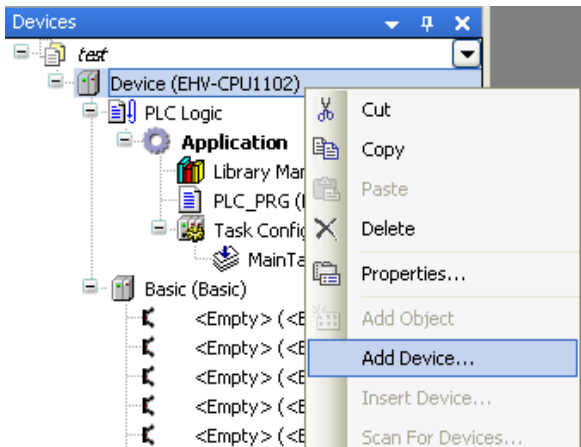 Devices
test
Device (EHV-CPU1102)
PLC Logic
Application
Library Mar
PLC_PRG (
Task Config
MainTa
Basic (Basic)
<Empty> (<E
<Empty> (<E
<Empty> (<E
<Empty> (<E
<Empty> (<E
Cut
Copy
Paste
Delete
Properties...
Add Object
Add Device...
Insert Device...
Scan For Devices...